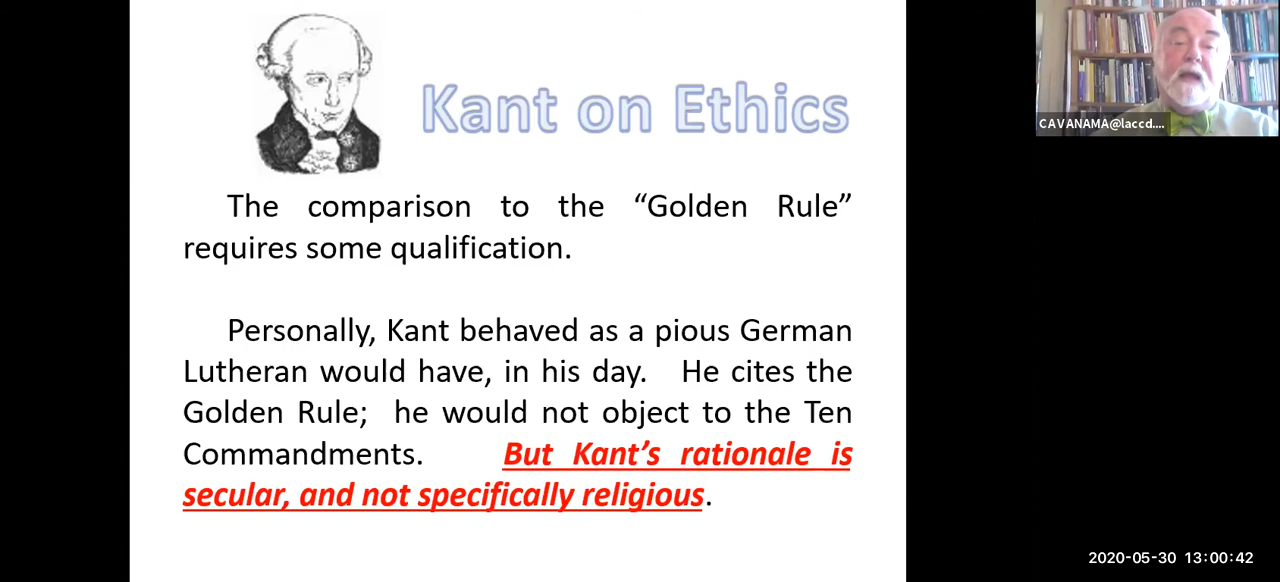 Kant on Ethics
CAVANAMA@laccd....
The comparison to the “Golden Rule”
requires some qualification.
Personally, Kant behaved as a pious German
Lutheran would have, in his day. He cites the
Golden Rule; he would not object to the Ten
Commandments. But Kant’s rationale is
secular, and not specifically religious.
2020-05-30 13:00:42